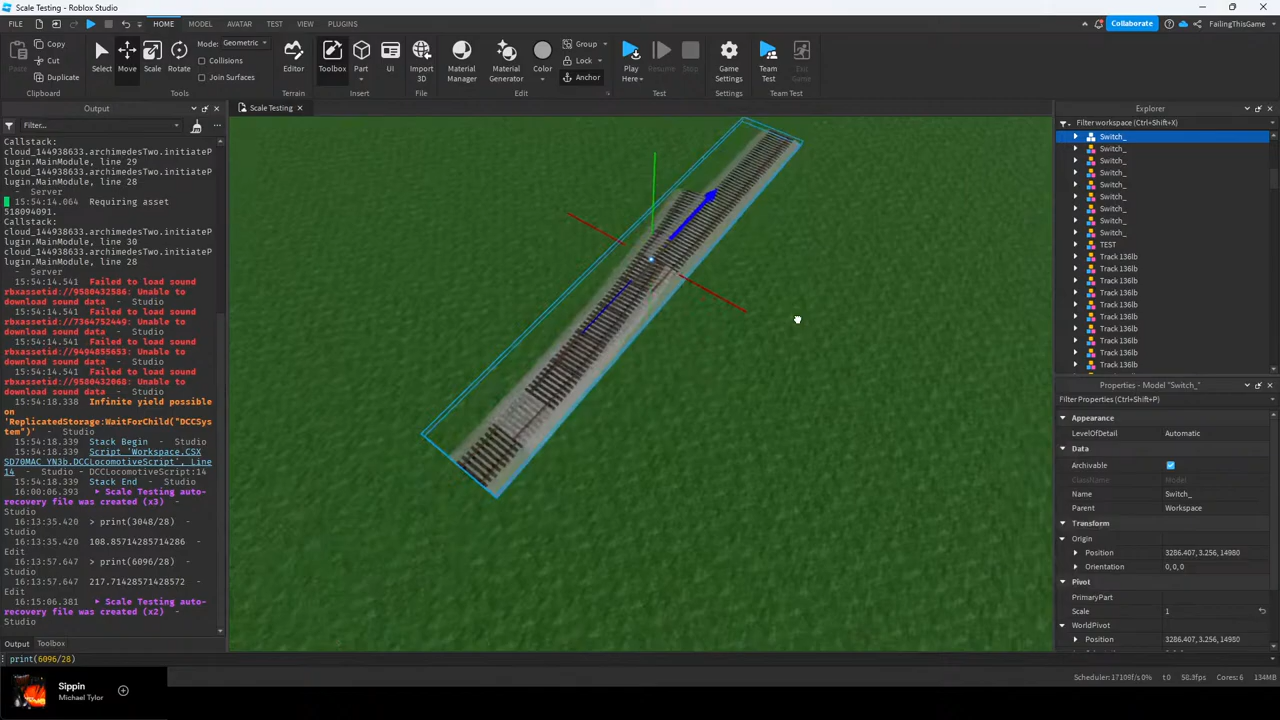 Scale Testing - Roblox Studio
FILE HOME MODEL AVATAR TEST VIEW PLUGINS Collaborate FailingThisGame
Copy Mode: Geometric Group
Cut Collisions Lock
Paste Duplicate Select Move Scale Rotate Join Surfaces Editor Toolbox Part UI Import 3D Material Manager Material Generator Color Anchor Play Here Resume Stop Game Settings Team Test Exit Game
Clipboard Tools Terrain Insert File Edit Test Settings Team Test
Output
Filter...
Callstack:
cloud_144938633.archimedesTwo.initiateP
lugin.MainModule, line 29
cloud_144938633.archimedesTwo.initiateP
lugin.MainModule, line 28
- Server
15:54:14.064 Requiring asset
518094091.
Callstack:
cloud_144938633.archimedesTwo.initiateP
lugin.MainModule, line 30
cloud_144938633.archimedesTwo.initiateP
lugin.MainModule, line 28
- Server
15:54:14.541 Failed to load sound
rbxassetid://9580432586: Unable to
download sound data - Studio
15:54:14.541 Failed to load sound
rbxassetid://7364752449: Unable to
download sound data - Studio
15:54:14.541 Failed to load sound
rbxassetid://9494855653: Unable to
download sound data - Studio
15:54:14.541 Failed to load sound
rbxassetid://9580432068: Unable to
download sound data - Studio
15:54:18.338 Infinite yield possible
on
'ReplicatedStorage:WaitForChild("DCCSys
tem")' - Studio
15:54:18.339 Stack Begin - Studio
15:54:18.339 Script 'Workspace.CSX
SD70MAC YN3b.DCCLocomotiveScript', Line
14 - Studio - DCCLocomotiveScript:14
15:54:18.339 Stack End - Studio
16:00:06.393 Scale Testing auto-
recovery file was created (x3) -
Studio
16:13:35.420 > print(3048/28) -
Studio
16:13:35.420 108.85714285714286 -
Edit
16:13:57.647 > print(6096/28) -
Studio
16:13:57.647 217.71428571428572 -
Edit
16:15:06.381 Scale Testing auto-
recovery file was created (x2) -
Studio
Output Toolbox
print(6096/28)
Scale Testing
Explorer
Filter workspace (Ctrl+Shift+X)
Switch_
Switch_
Switch_
Switch_
Switch_
Switch_
Switch_
Switch_
Switch_
TEST
Track 136lb
Track 136lb
Track 136lb
Track 136lb
Track 136lb
Track 136lb
Track 136lb
Track 136lb
Track 136lb
Track 136lb
Properties - Model "Switch_"
Filter Properties (Ctrl+Shift+P)
Appearance
LevelOfDetail Automatic
Data
Archivable
ClassName Model
Name Switch_
Parent Workspace
Transform
Origin
Position 3286.407, 3.256, 14980
Orientation 0, 0, 0
Pivot
PrimaryPart
Scale 1
WorldPivot
Position 3286.407, 3.256, 14980
Sippin
Michael Tylor
Scheduler: 17109f/s 0% t:0 58.9fps Cores: 6 134MB